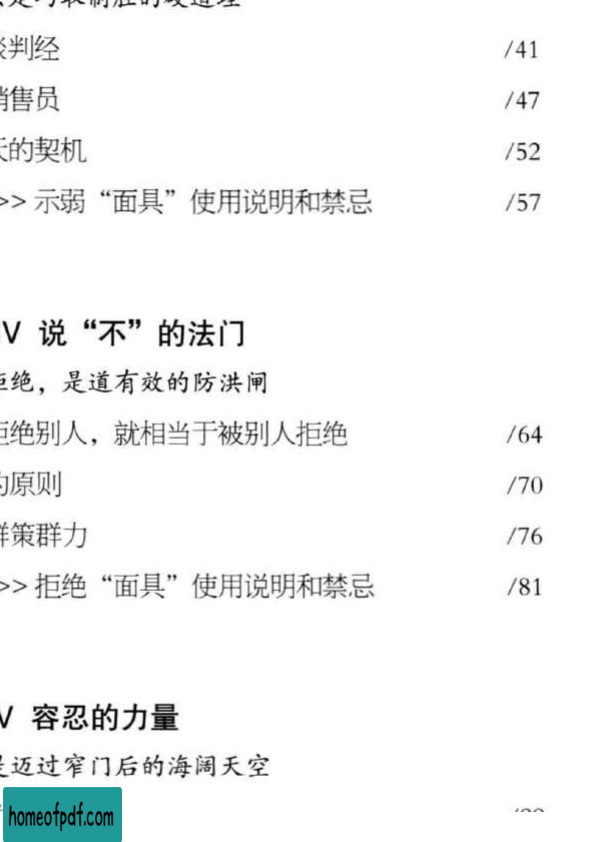 谈判经 /41
销售员 /47
天的契机 /52
>> 示弱“面具”使用说明和禁忌 /57
V 说“不”的法门
拒绝，是道有效的防洪闸
拒绝别人，就相当于被别人拒绝 /64
的原则 /70
群策群力 /76
>> 拒绝“面具”使用说明和禁忌 /81
V 容忍的力量
是迈过窄门后的海阔天空
homeofpdf.com